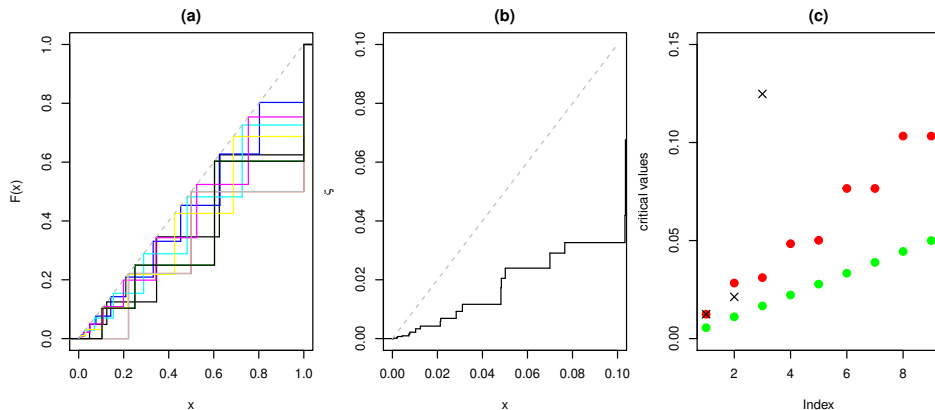 (a)
F(x)
1.0
0.8
0.6
0.4
0.2
0.0
0.0 0.2 0.4 0.6 0.8 1.0
x
(b)
ξ
0.10
0.08
0.06
0.04
0.02
0.00
0.00 0.02 0.04 0.06 0.08 0.10
x
(c)
critical values
0.15
0.10
0.05
0.00
2 4 6 8
Index